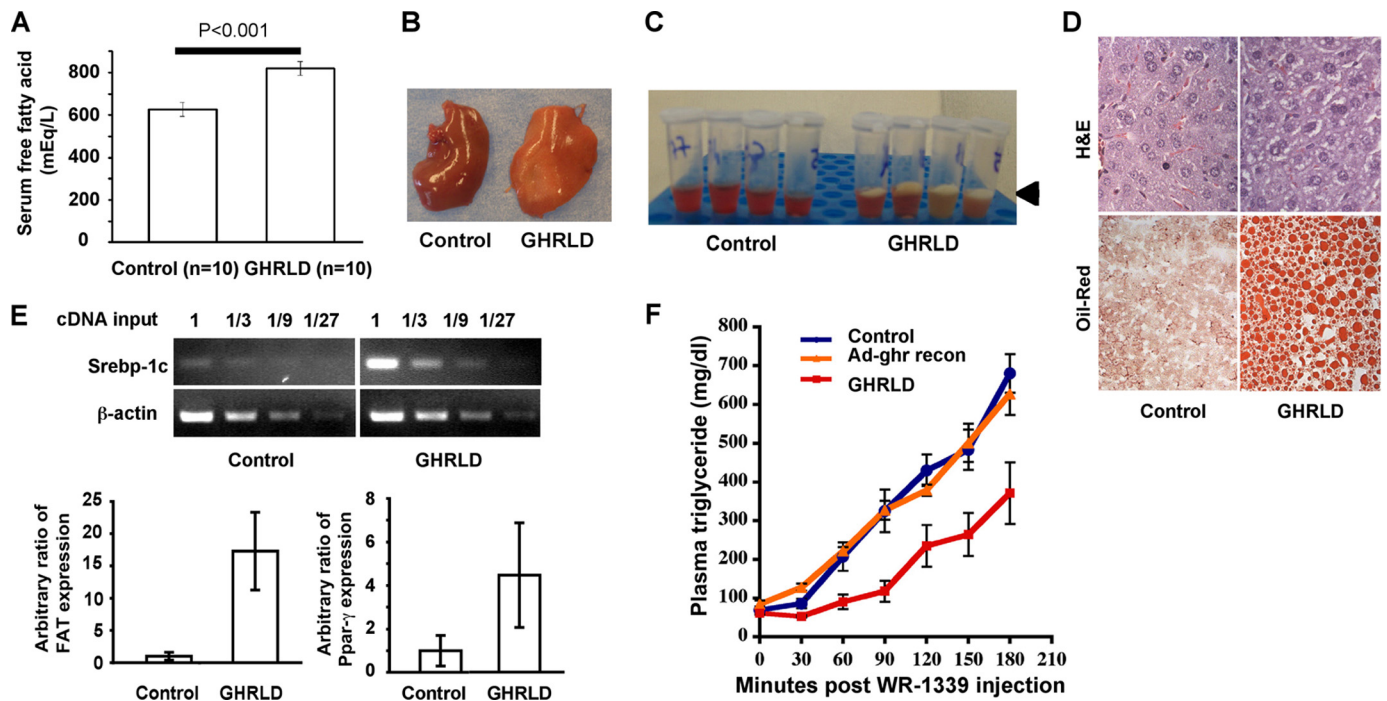 A
P<0.001
Serum free fatty acid
(mEq/L)
800
600
400
200
0
Control (n=10) GHRLD (n=10)
B
Control GHRLD
C
Control GHRLD
D
H&E
Oil-Red
Control GHRLD
E
cDNA input 1 1/3 1/9 1/27 1 1/3 1/9 1/27
Srebp-1c
β-actin
Control GHRLD
Arbitrary ratio of
FAT expression
25
20
15
10
5
0
Control GHRLD
Arbitrary ratio of
Ppar-γ expression
8
6
4
2
0
Control GHRLD
F
Control
Ad-ghr recon
GHRLD
Plasma triglyceride (mg/dl)
800
700
600
500
400
300
200
100
0
0 30 60 90 120 150 180 210
Minutes post WR-1339 injection